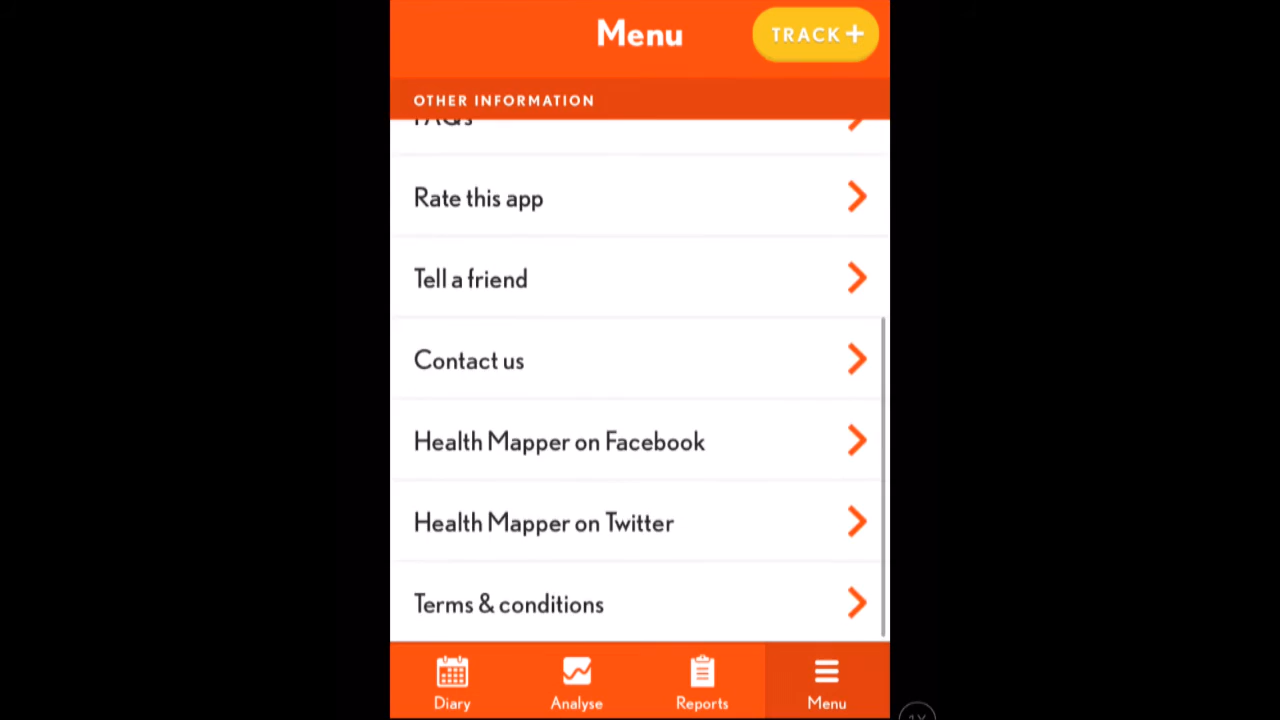 Menu
TRACK +
OTHER INFORMATION
FAQs
Rate this app
Tell a friend
Contact us
Health Mapper on Facebook
Health Mapper on Twitter
Terms & conditions
Diary
Analyse
Reports
Menu